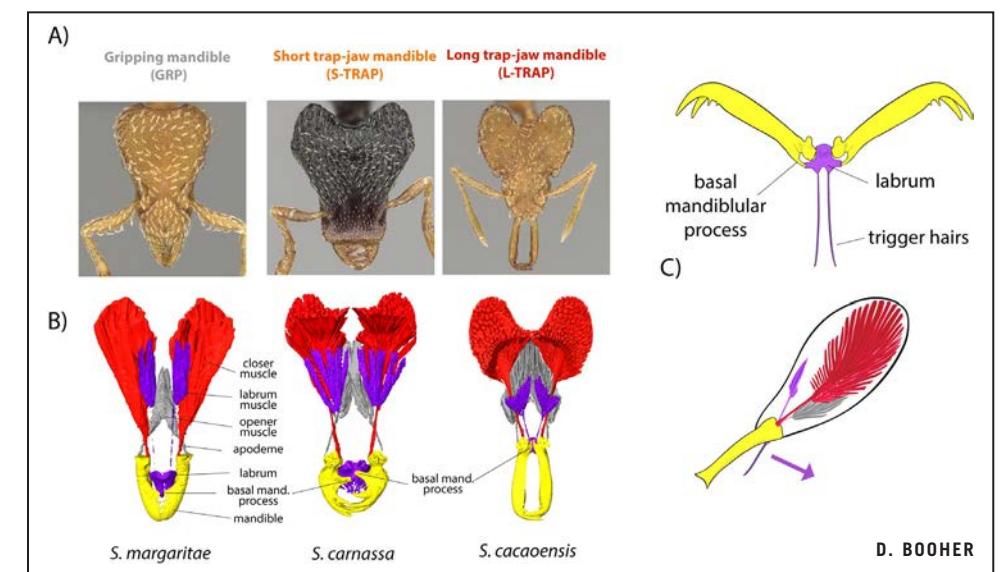 A)
Gripping mandible
(GRP)
Short trap-jaw mandible
(S-TRAP)
Long trap-jaw mandible
(L-TRAP)
basal
mandiblular
process
labrum
trigger hairs
C)
B)
closer
muscle
labrum
muscle
opener
muscle
apodeme
labrum
basal mand.
process
mandible
basal mand.
process
S. margaritae
S. carnassa
S. cacaoensis
D. BOOHER